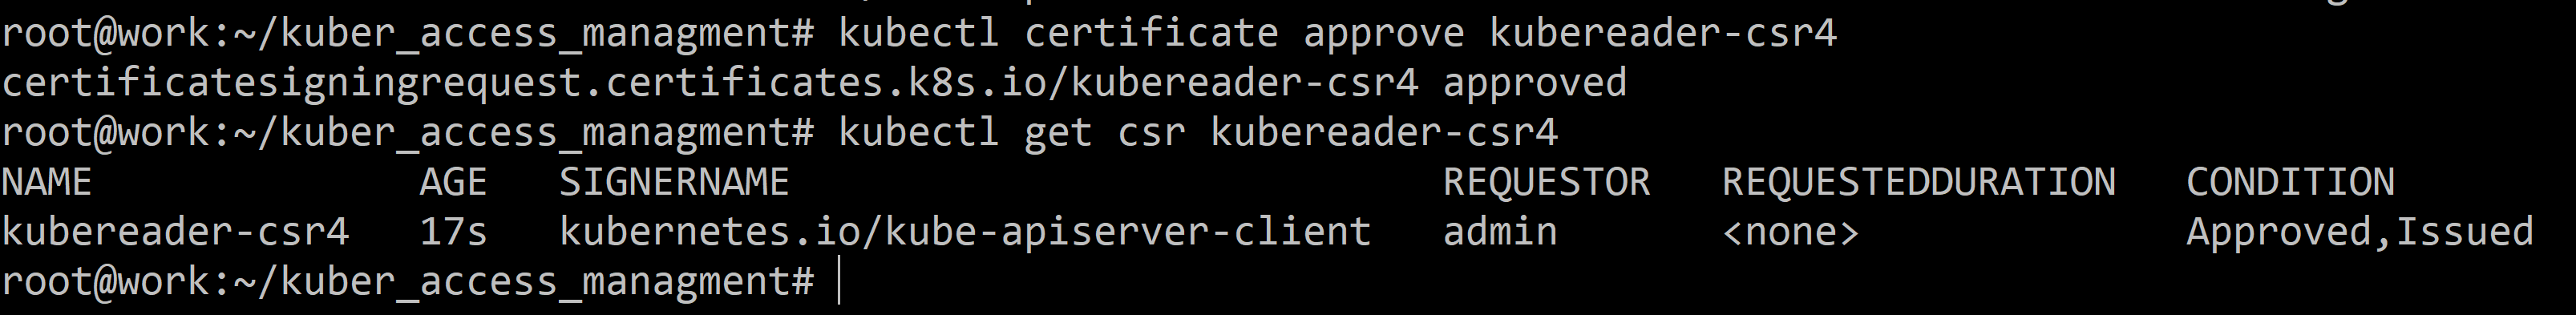 root@work:~/kuber_access_managment# kubectl certificate approve kubereader-csr4
certificatesigningrequest.certificates.k8s.io/kubereader-csr4 approved
root@work:~/kuber_access_managment# kubectl get csr kubereader-csr4
NAME              AGE   SIGNERNAME                            REQUESTOR   REQUESTEDDURATION   CONDITION
kubereader-csr4   17s   kubernetes.io/kube-apiserver-client   admin       <none>              Approved,Issued
root@work:~/kuber_access_managment#